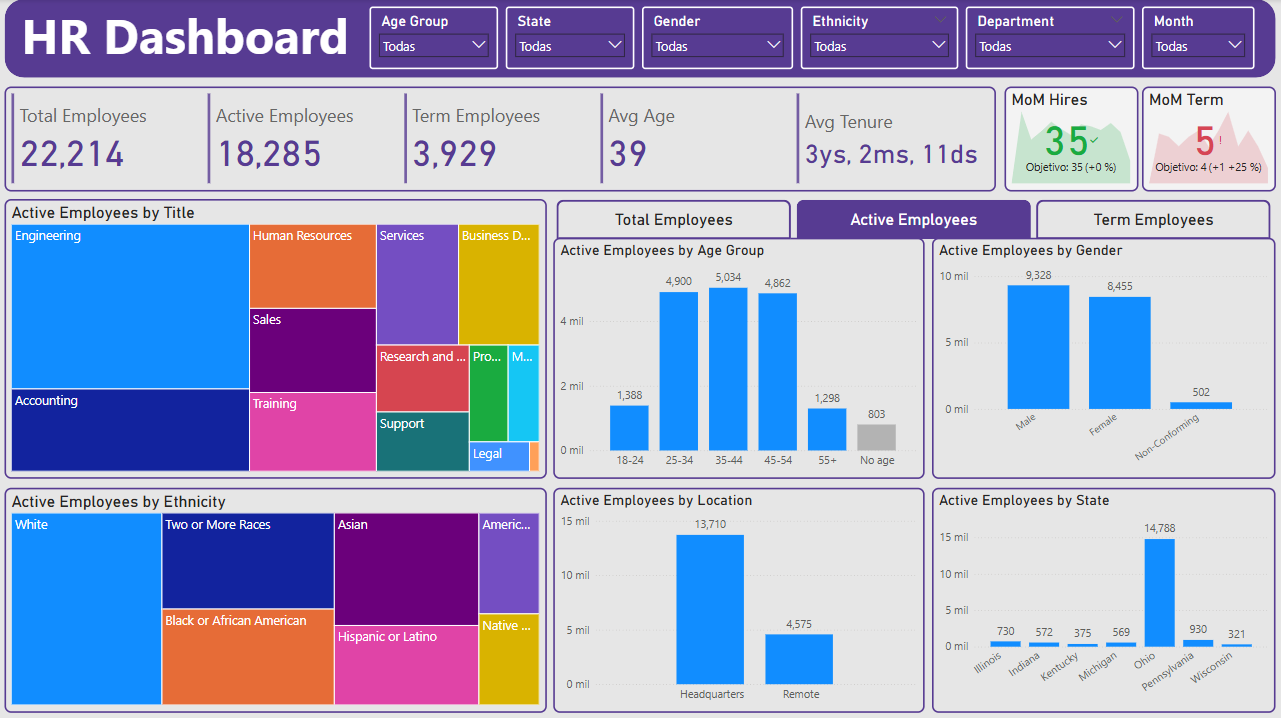 HR Dashboard
Age Group
Todas
State
Todas
Gender
Todas
Ethnicity
Todas
Department
Todas
Month
Todas
Total Employees
22,214
Active Employees
18,285
Term Employees
3,929
Avg Age
39
Avg Tenure
3ys, 2ms, 11ds
MoM Hires
35
Objetivo: 35 (+0 %)
MoM Term
5!
Objetivo: 4 (+1 +25 %)
Active Employees by Title
Engineering
Accounting
Human Resources
Sales
Training
Services
Business D...
Research and ...
Support
Pro...
M...
Legal
Total Employees
Active Employees
Term Employees
Active Employees by Age Group
4 mil
2 mil
0 mil
1,388
4,900
5,034
4,862
1,298
803
18-24
25-34
35-44
45-54
55+
No age
Active Employees by Gender
10 mil
5 mil
0 mil
9,328
8,455
502
Male
Female
Non-Conforming
Active Employees by Ethnicity
White
Two or More Races
Black or African American
Asian
Hispanic or Latino
Americ...
Native ...
Active Employees by Location
15 mil
10 mil
5 mil
0 mil
13,710
4,575
Headquarters
Remote
Active Employees by State
15 mil
10 mil
5 mil
0 mil
730
572
375
569
14,788
930
321
Illinois
Indiana
Kentucky
Michigan
Ohio
Pennsylvania
Wisconsin